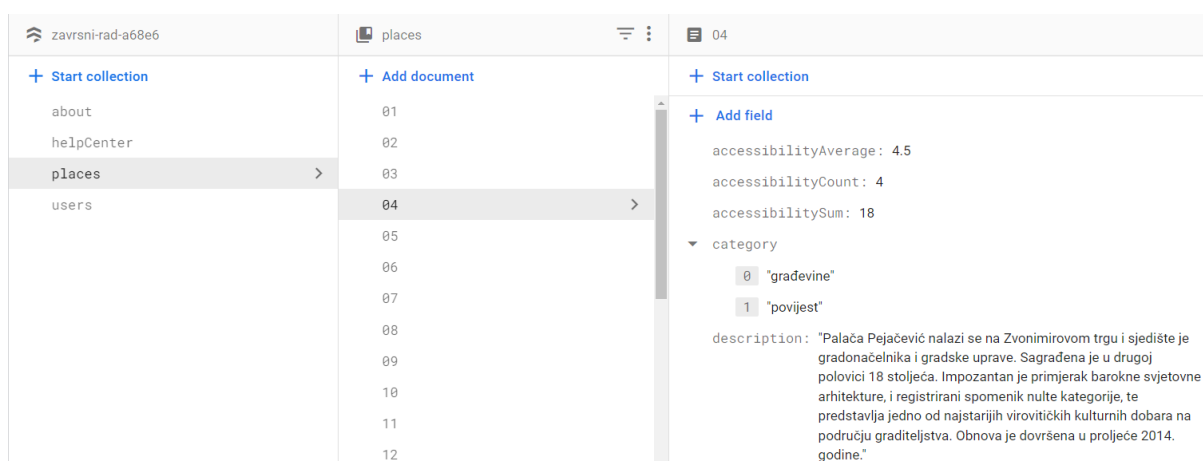 zavrsni-rad-a68e6
Start collection
about
helpCenter
places
users
places
Add document
01
02
03
04
05
06
07
08
09
10
11
12
04
Start collection
Add field
accessibilityAverage: 4.5
accessibilityCount: 4
accessibilitySum: 18
category
0 "građevine"
1 "povijest"
description: "Palača Pejačević nalazi se na Zvonimirovom trgu i sjedište je
gradonačelnika i gradske uprave. Sagrađena je u drugoj
polovici 18 stoljeća. Impozantan je primjerak barokne svjetovne
arhitekture, i registrirani spomenik nulte kategorije, te
predstavlja jedno od najstarijih virovitičkih kulturnih dobara na
području graditeljstva. Obnova je dovršena u proljeće 2014.
godine."